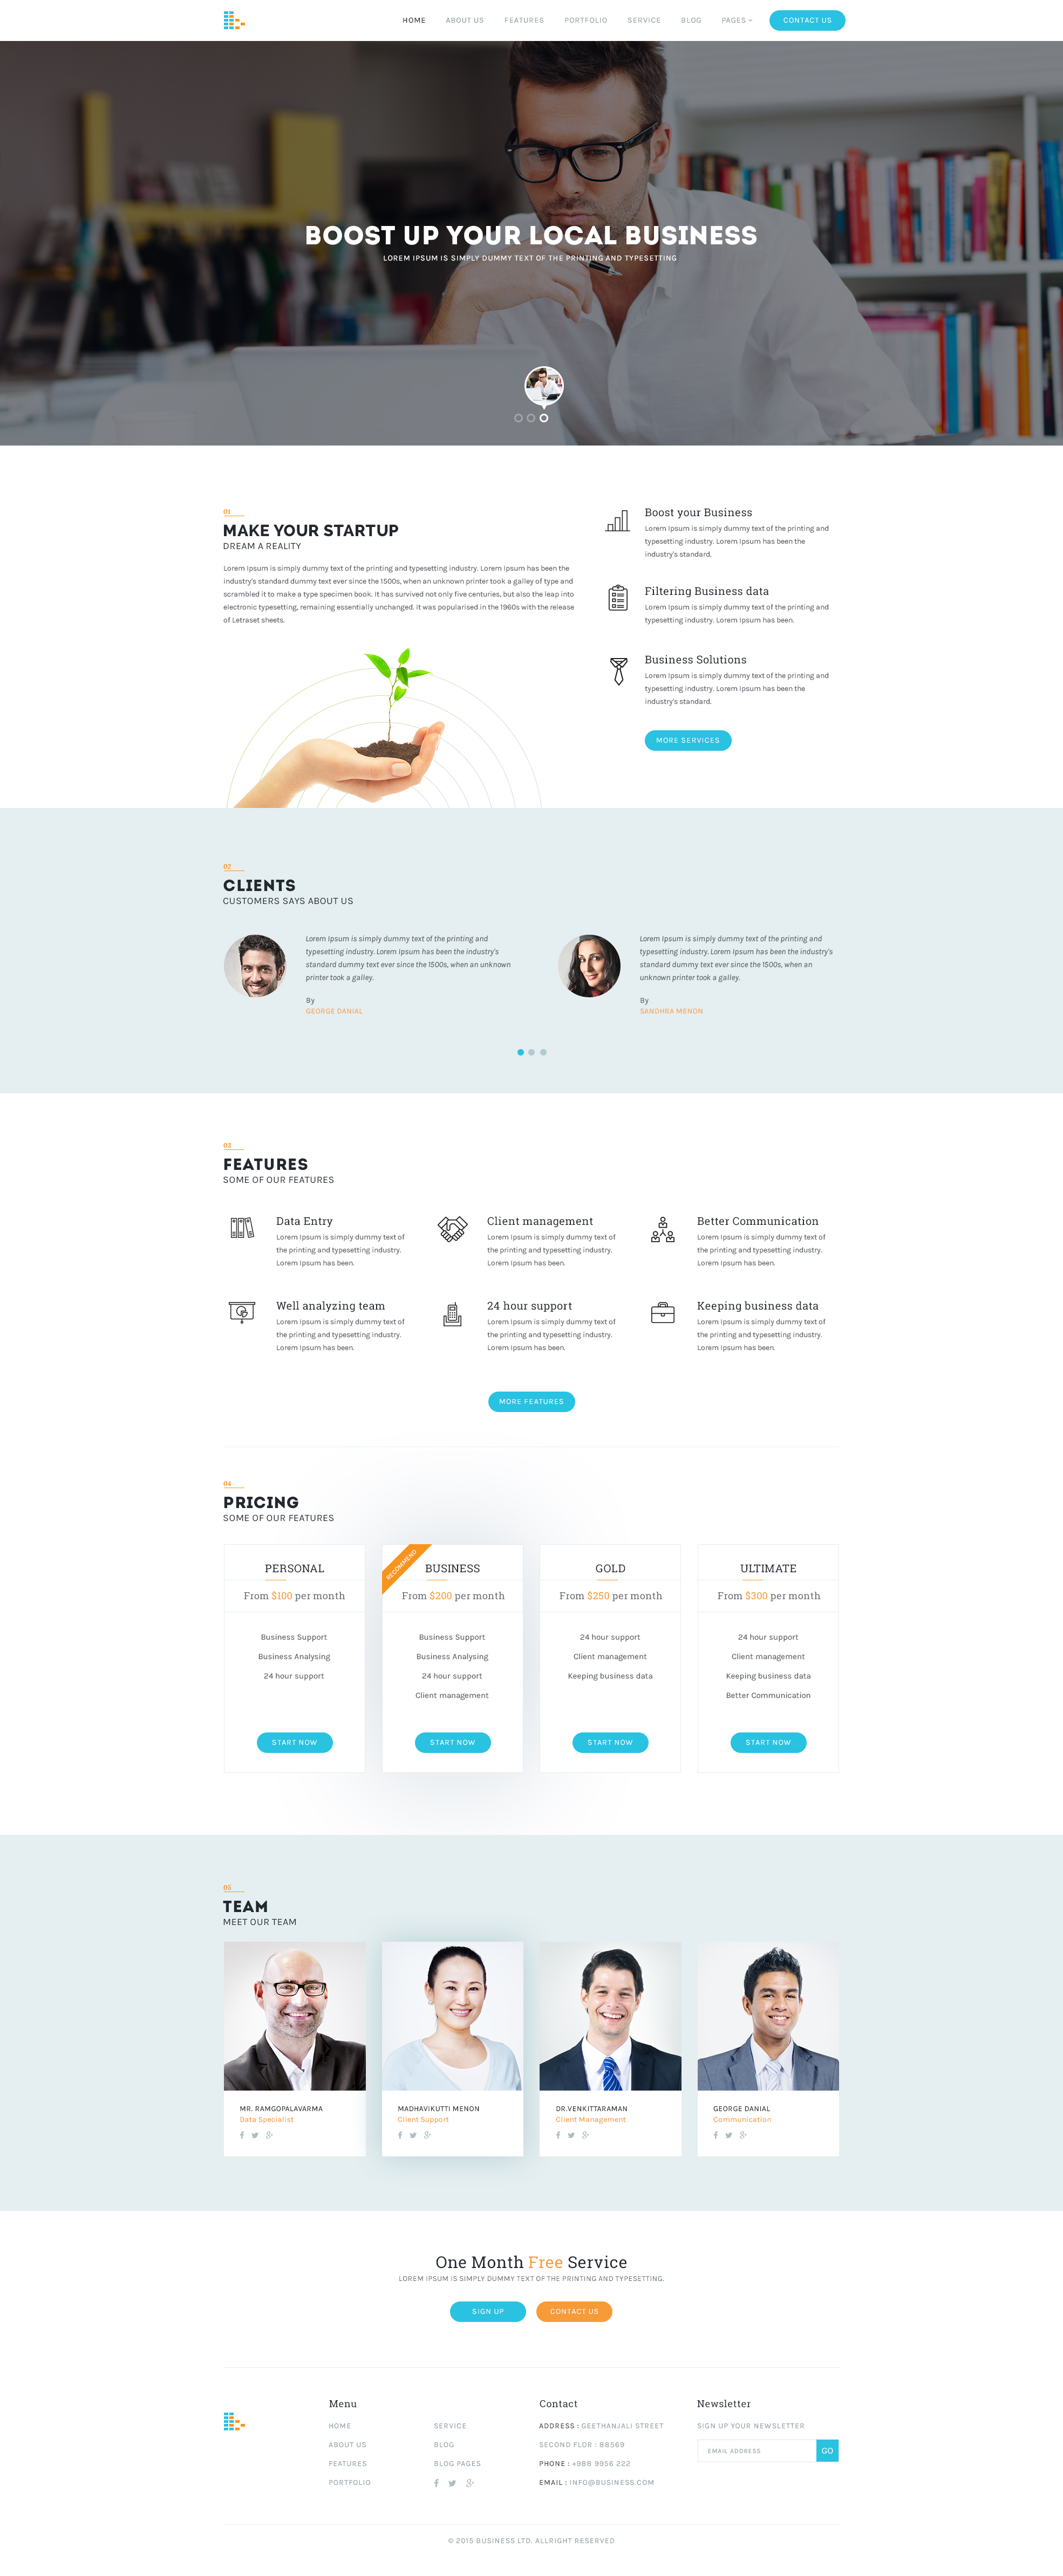 HOME ABOUT US FEATURES PORTFOLIO SERVICE BLOG PAGES CONTACT US
BOOST UP YOUR LOCAL BUSINESS
LOREM IPSUM IS SIMPLY DUMMY TEXT OF THE PRINTING AND TYPESETTING
01
MAKE YOUR STARTUP
DREAM A REALITY
Lorem Ipsum is simply dummy text of the printing and typesetting industry. Lorem Ipsum has been the
industry's standard dummy text ever since the 1500s, when an unknown printer took a galley of type and
scrambled it to make a type specimen book. It has survived not only five centuries, but also the leap into
electronic typesetting, remaining essentially unchanged. It was popularised in the 1960s with the release
of Letraset sheets.
Boost your Business
Lorem Ipsum is simply dummy text of the printing and
typesetting industry. Lorem Ipsum has been the
industry's standard.
Filtering Business data
Lorem Ipsum is simply dummy text of the printing and
typesetting industry. Lorem Ipsum has been.
Business Solutions
Lorem Ipsum is simply dummy text of the printing and
typesetting industry. Lorem Ipsum has been the
industry's standard.
MORE SERVICES
02
CLIENTS
CUSTOMERS SAYS ABOUT US
Lorem Ipsum is simply dummy text of the printing and
typesetting industry. Lorem Ipsum has been the industry's
standard dummy text ever since the 1500s, when an unknown
printer took a galley.
By
GEORGE DANIAL
Lorem Ipsum is simply dummy text of the printing and
typesetting industry. Lorem Ipsum has been the industry's
standard dummy text ever since the 1500s, when an
unknown printer took a galley.
By
SANDHRA MENON
03
FEATURES
SOME OF OUR FEATURES
Data Entry
Lorem Ipsum is simply dummy text of
the printing and typesetting industry.
Lorem Ipsum has been.
Client management
Lorem Ipsum is simply dummy text of
the printing and typesetting industry.
Lorem Ipsum has been.
Better Communication
Lorem Ipsum is simply dummy text of
the printing and typesetting industry.
Lorem Ipsum has been.
Well analyzing team
Lorem Ipsum is simply dummy text of
the printing and typesetting industry.
Lorem Ipsum has been.
24 hour support
Lorem Ipsum is simply dummy text of
the printing and typesetting industry.
Lorem Ipsum has been.
Keeping business data
Lorem Ipsum is simply dummy text of
the printing and typesetting industry.
Lorem Ipsum has been.
MORE FEATURES
04
PRICING
SOME OF OUR FEATURES
PERSONAL
From $100 per month
Business Support
Business Analysing
24 hour support
START NOW
RECOMMEND
BUSINESS
From $200 per month
Business Support
Business Analysing
24 hour support
Client management
START NOW
GOLD
From $250 per month
24 hour support
Client management
Keeping business data
START NOW
ULTIMATE
From $300 per month
24 hour support
Client management
Keeping business data
Better Communication
START NOW
05
TEAM
MEET OUR TEAM
MR. RAMGOPALAVARMA
Data Specialist
MADHAVIKUTTI MENON
Client Support
DR.VENKITTARAMAN
Client Management
GEORGE DANIAL
Communication
One Month Free Service
LOREM IPSUM IS SIMPLY DUMMY TEXT OF THE PRINTING AND TYPESETTING.
SIGN UP CONTACT US
Menu
HOME
ABOUT US
FEATURES
PORTFOLIO
SERVICE
BLOG
BLOG PAGES
Contact
ADDRESS : GEETHANJALI STREET
SECOND FLOR : 88569
PHONE : +988 9956 222
EMAIL : INFO@BUSINESS.COM
Newsletter
SIGN UP YOUR NEWSLETTER
EMAIL ADDRESS GO
© 2015 BUSINESS LTD. ALLRIGHT RESERVED